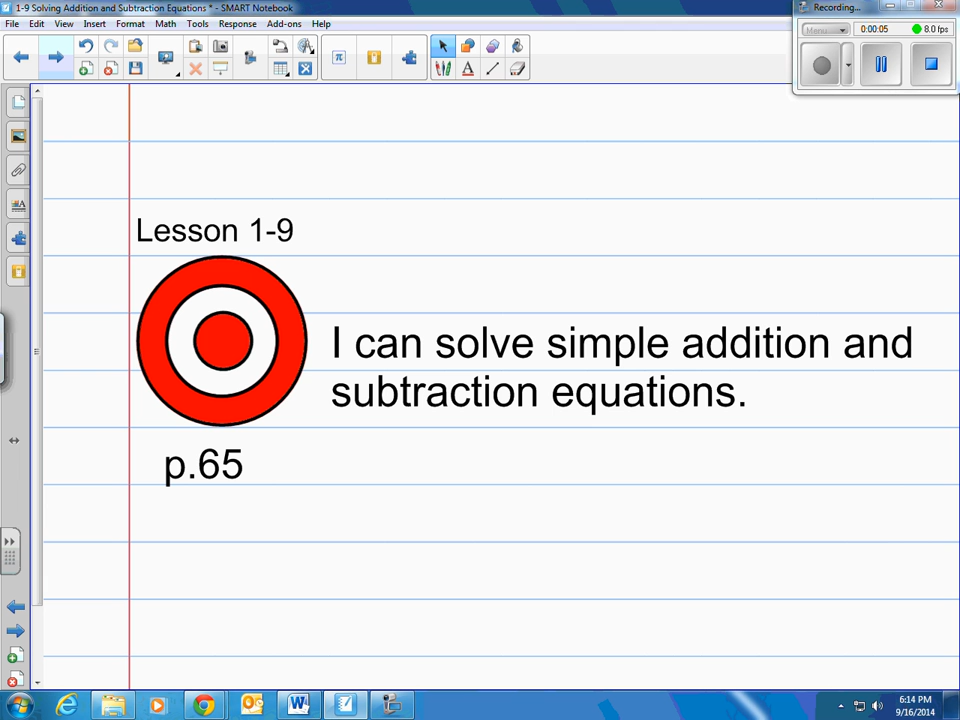 1-9 Solving Addition and Subtraction Equations * - SMART Notebook
File Edit View Insert Format Math Tools Response Add-ons Help
Recording...
Menu 0:00:05 8.0 fps
Lesson 1-9
I can solve simple addition and
subtraction equations.
p.65
6:14 PM
9/16/2014